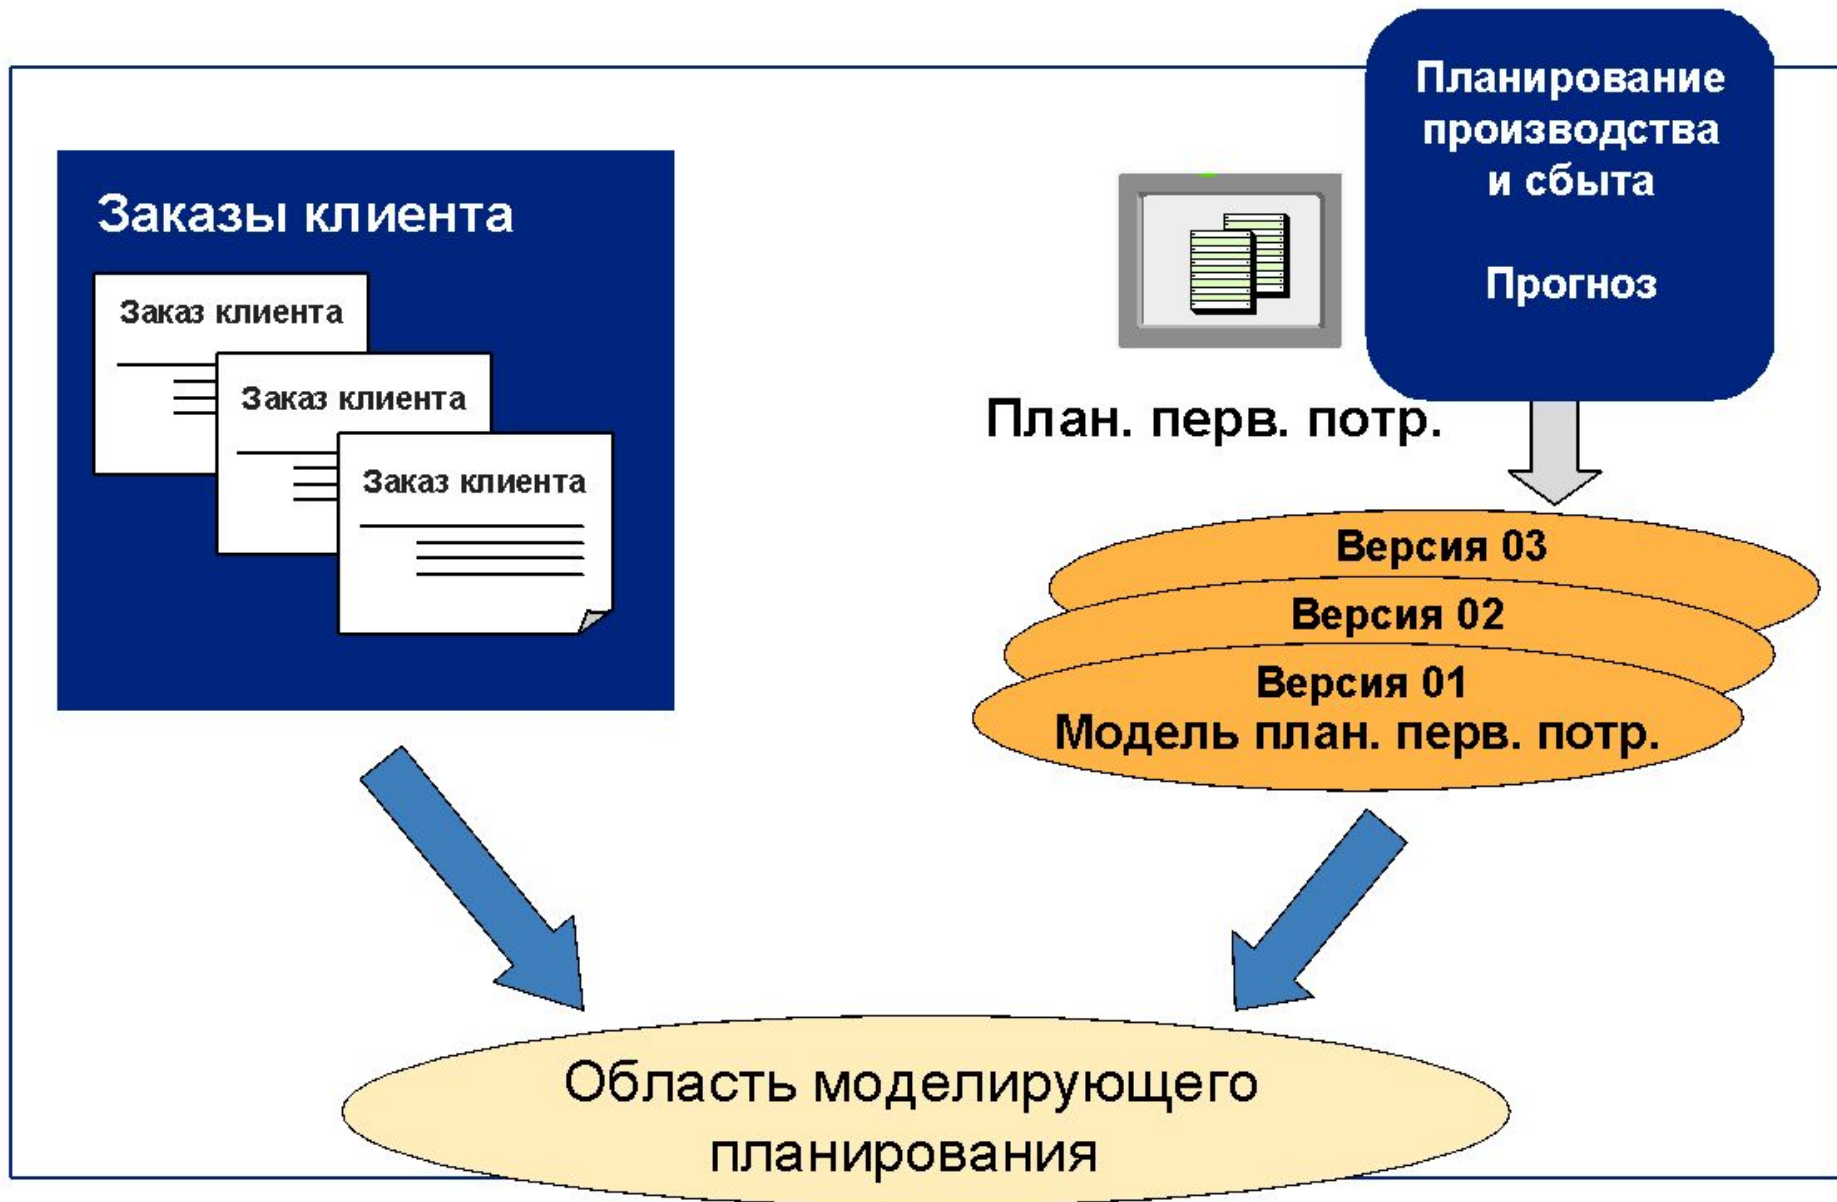 Заказы клиента
Заказ клиента
Заказ клиента
Заказ клиента
Планирование
производства
и сбыта
Прогноз
План. перв. потр.
Версия 03
Версия 02
Версия 01
Модель план. перв. потр.
Область моделирующего
планирования